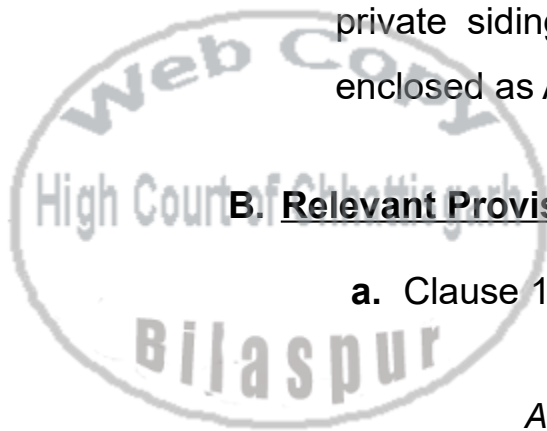 private siding
enclosed as A
Web Copy
High Court of Chhattisgarh
B. Relevant Provis
a. Clause 1
Bilaspur
A